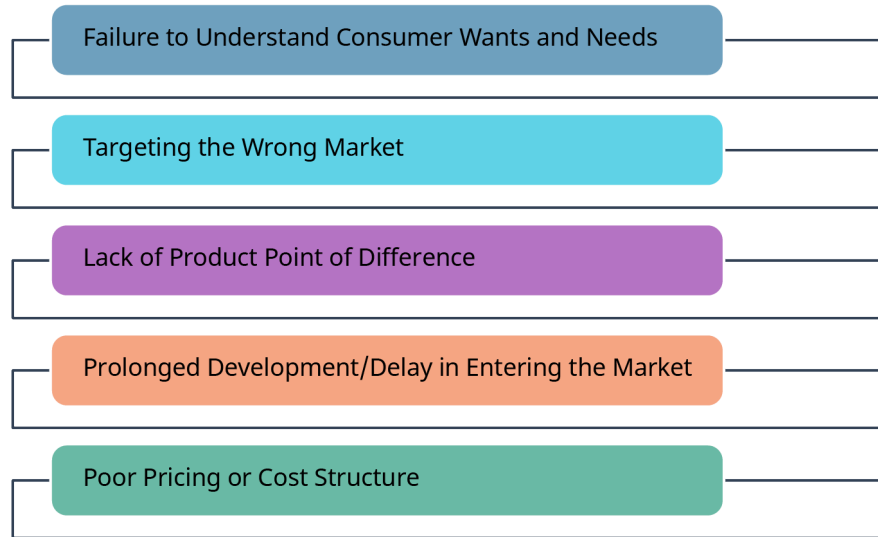 Failure to Understand Consumer Wants and Needs
Targeting the Wrong Market
Lack of Product Point of Difference
Prolonged Development/Delay in Entering the Market
Poor Pricing or Cost Structure